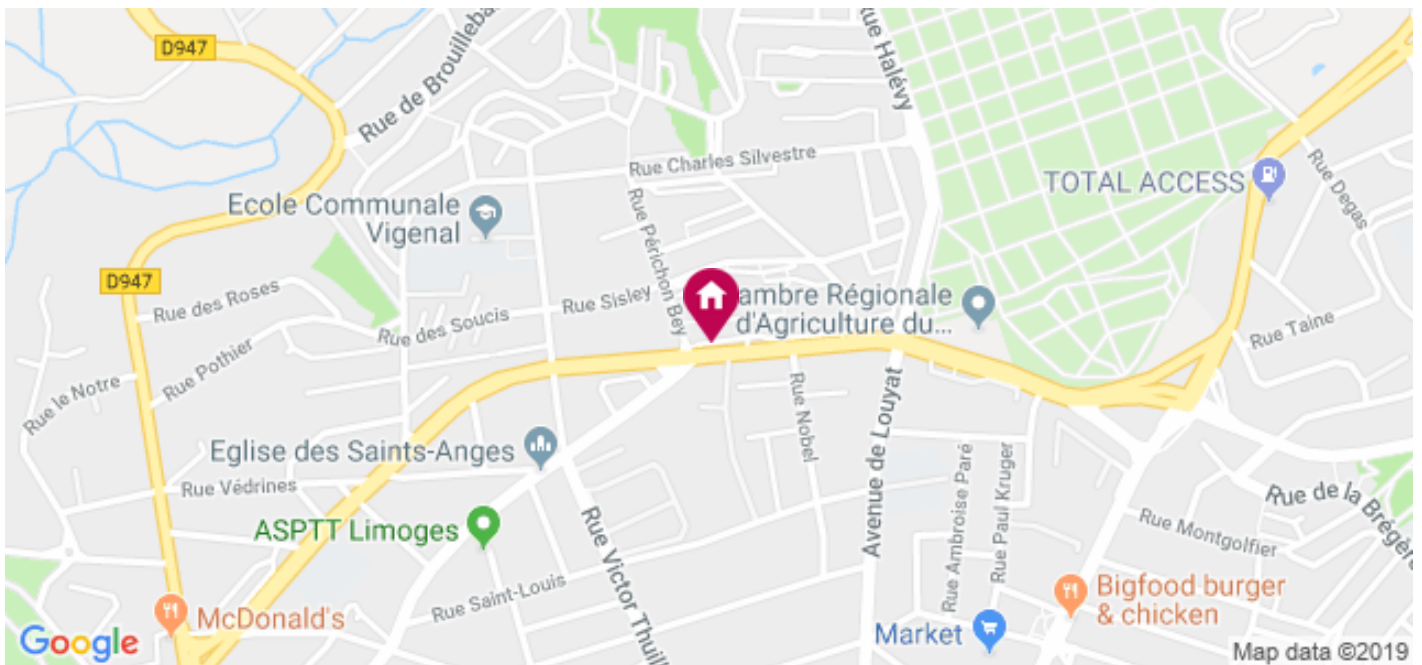 D947
Rue de Brouilleba
Rue Halévy
Rue Charles Silvestre
TOTAL ACCESS
Rue Degas
Ecole Communale
Vigenal
Rue Périchon Bey
D947
Rue des Roses
Rue Sisley
ambre Régionale
d'Agriculture du...
Rue des Soucis
Rue Taine
Rue Pothier
Rue le Notre
Rue Nobel
Avenue de Louyat
Eglise des Saints-Anges
Rue Védrines
Rue Ambroise Paré
Rue Paul Kruger
Rue de la Brégère
Rue Montgolfier
ASPTT Limoges
Rue Victor Thuill
Rue Saint-Louis
Bigfood burger
& chicken
McDonald's
Market
Google
Map data ©2019